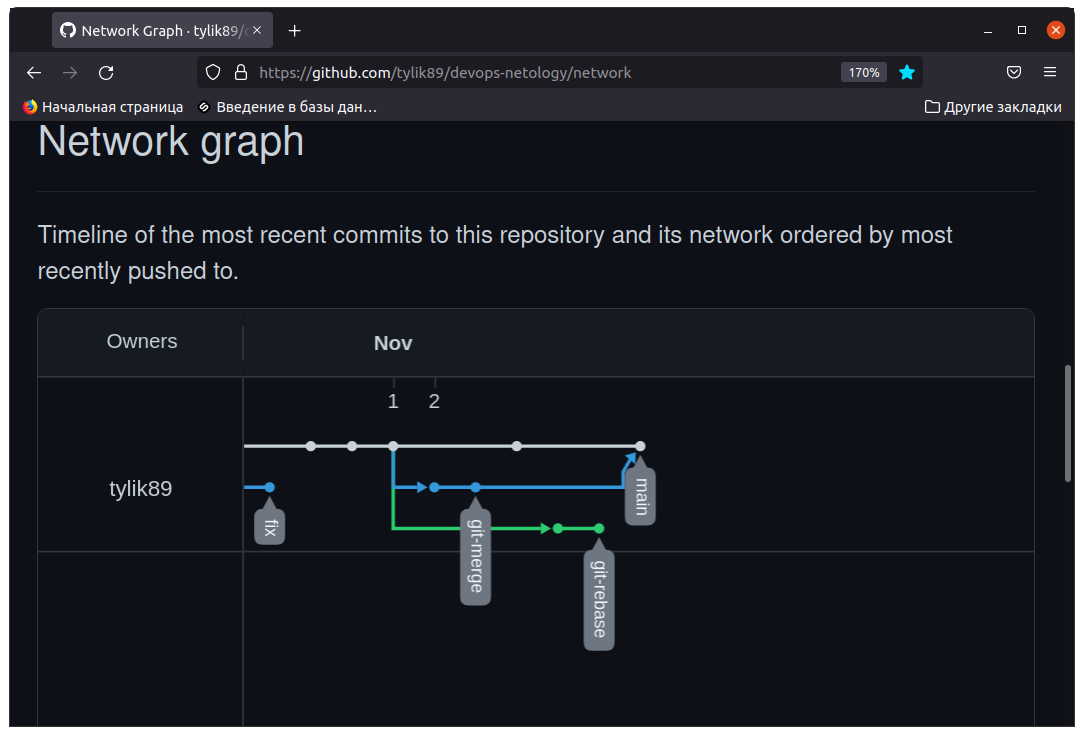 Network Graph · tylik89/d
https://github.com/tylik89/devops-netology/network
170%
Начальная страница
Введение в базы дан…
Другие закладки
Network graph
Timeline of the most recent commits to this repository and its network ordered by most
recently pushed to.
Owners
Nov
1 2
tylik89
fix
git-merge
git-rebase
main